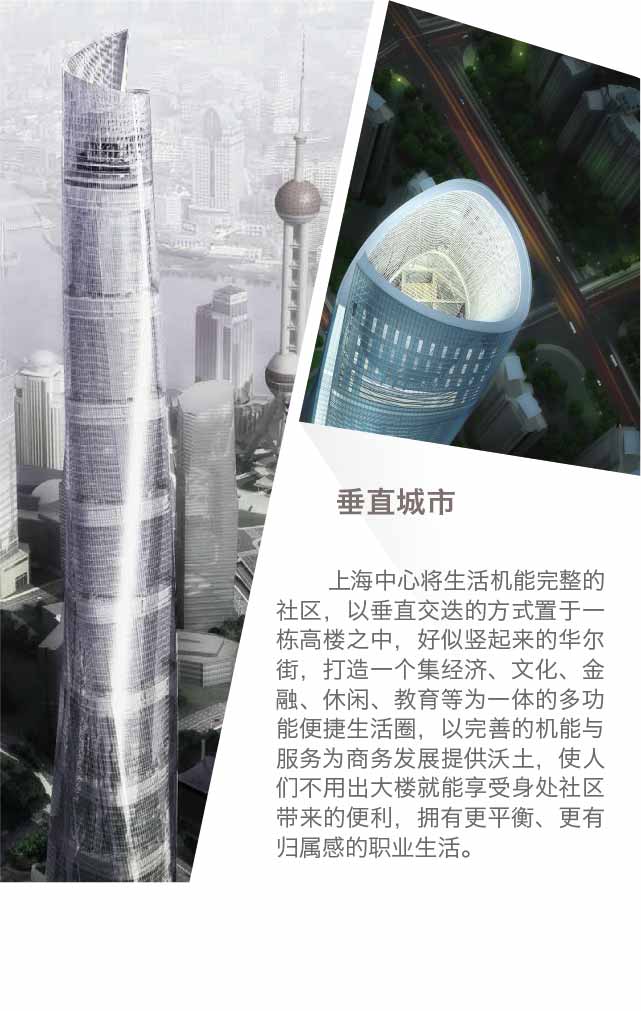 垂直城市
上海中心将生活机能完整的
社区，以垂直交迭的方式置于一
栋高楼之中，好似竖起来的华尔
街，打造一个集经济、文化、金
融、休闲、教育等为一体的多功
能便捷生活圈，以完善的机能与
服务为商务发展提供沃土，使人
们不用出大楼就能享受身处社区
带来的便利，拥有更平衡、更有
归属感的职业生活。